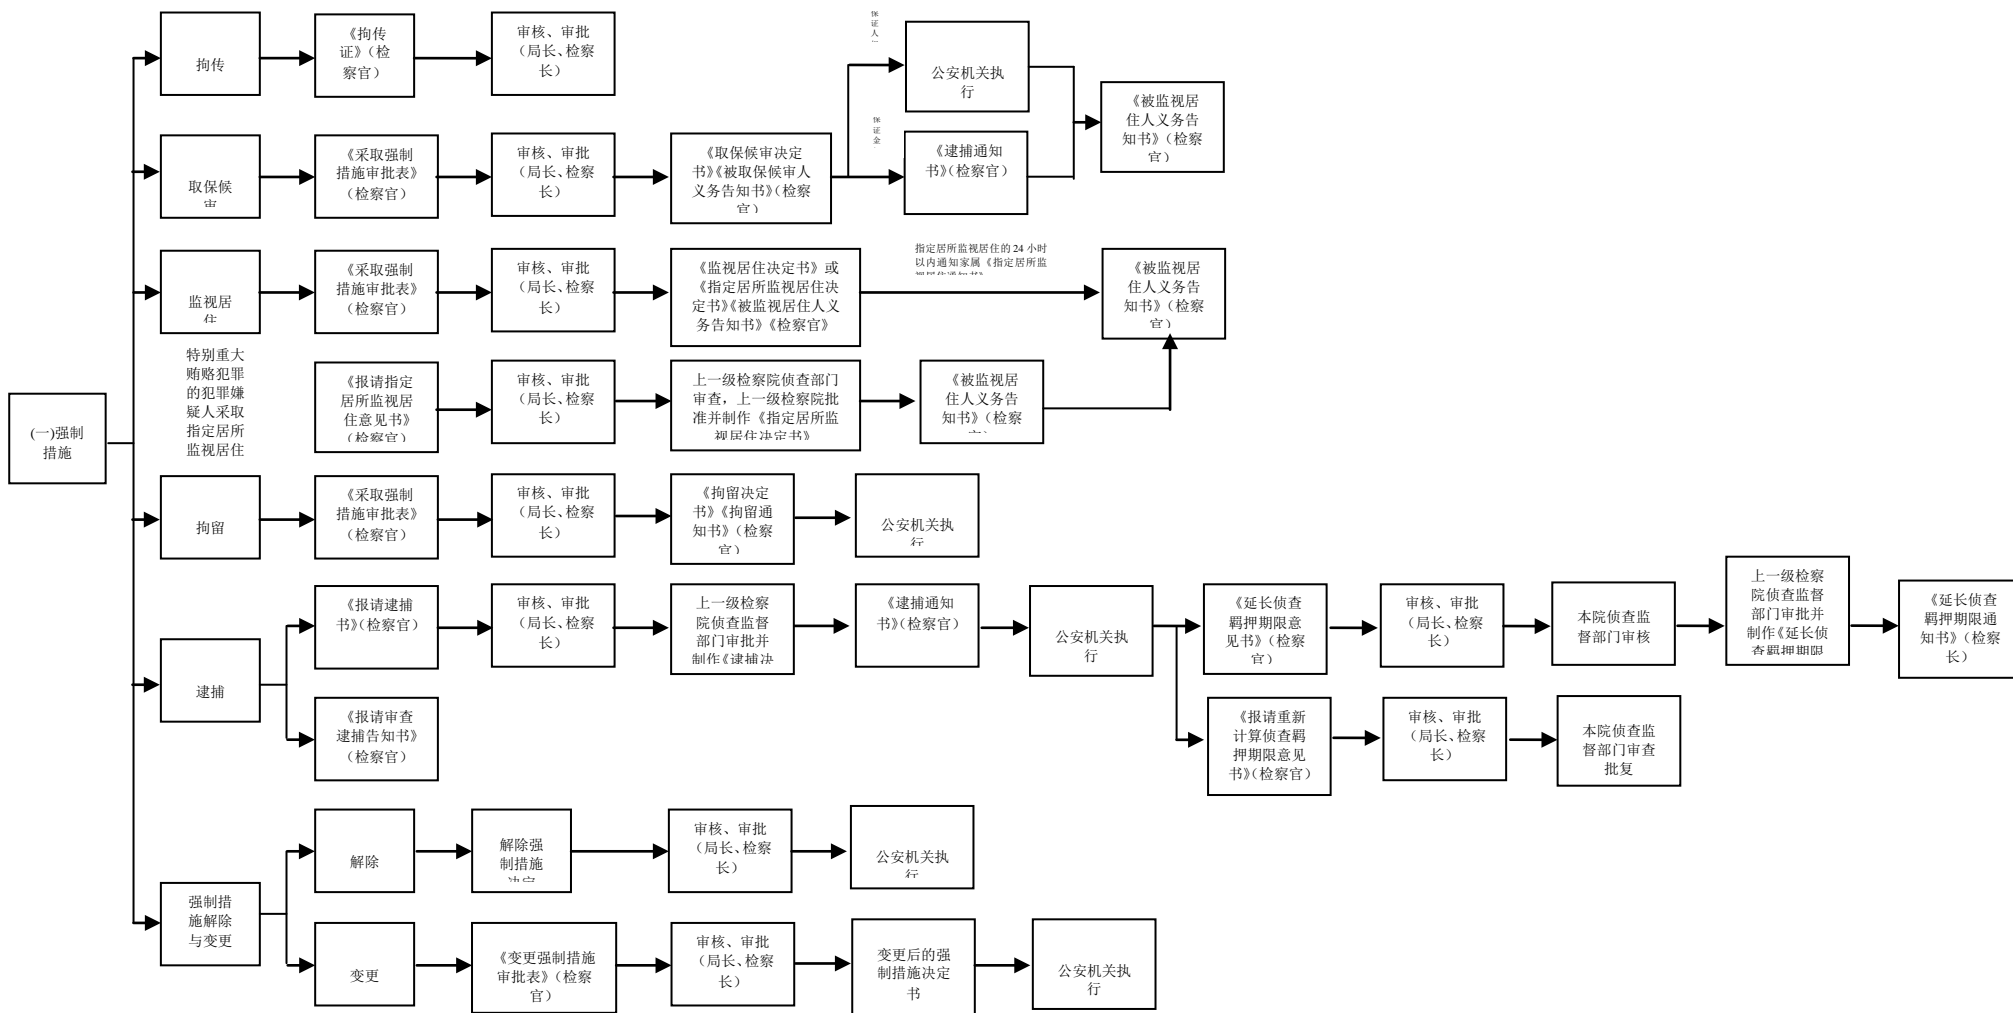 (一)强制
措施
拘传
《拘传
证》（检
察官）
审核、审批
（局长、检察
长）
取保候
《采取强制
措施审批表》
（检察官）
审核、审批
（局长、检察
长）
《取保候审决定
书》《被取保候审人
义务告知书》（检察
官）
保
证
人
公安机关执
行
保
证
金
《逮捕通知
书》（检察官）
《被监视居
住人义务告
知书》（检察
官）
监视居
住
《采取强制
措施审批表》
（检察官）
审核、审批
（局长、检察
长）
《监视居住决定书》或
《指定居所监视居住决
定书》《被监视居住人义
务告知书》《检察官》
指定居所监视居住的 24 小时
以内通知家属《指定居所监
《被监视居
住人义务告
知书》（检察
官）
特别重大
贿赂犯罪
的犯罪嫌
疑人采取
指定居所
监视居住
《报请指定
居所监视居
住意见书》
（检察官）
审核、审批
（局长、检察
长）
上一级检察院侦查部门
审查，上一级检察院批
准并制作《指定居所监
视居住决定书》
《被监视居
住人义务告
知书》（检察
拘留
《采取强制
措施审批表》
（检察官）
审核、审批
（局长、检察
长）
《拘留决定
书》《拘留通
知书》（检察
官）
公安机关执
行
逮捕
《报请逮捕
书》（检察官）
审核、审批
（局长、检察
长）
上一级检察
院侦查监督
部门审批并
制作《逮捕决
《逮捕通知
书》（检察官）
公安机关执
行
《延长侦查
羁押期限意
见书》（检察
官）
审核、审批
（局长、检察
长）
本院侦查监
督部门审核
上一级检察
院侦查监督
部门审批并
制作《延长侦
查羁押期限
《延长侦查
羁押期限通
知书》（检察
长）
《报请审查
逮捕告知书》
（检察官）
《报请重新
计算侦查羁
押期限意见
书》（检察官）
审核、审批
（局长、检察
长）
本院侦查监
督部门审查
批复
强制措
施解除
与变更
解除
解除强
制措施
决定
审核、审批
（局长、检察
长）
公安机关执
行
变更
《变更强制措施
审批表》（检察
官）
审核、审批
（局长、检察
长）
变更后的强
制措施决定
书
公安机关执
行